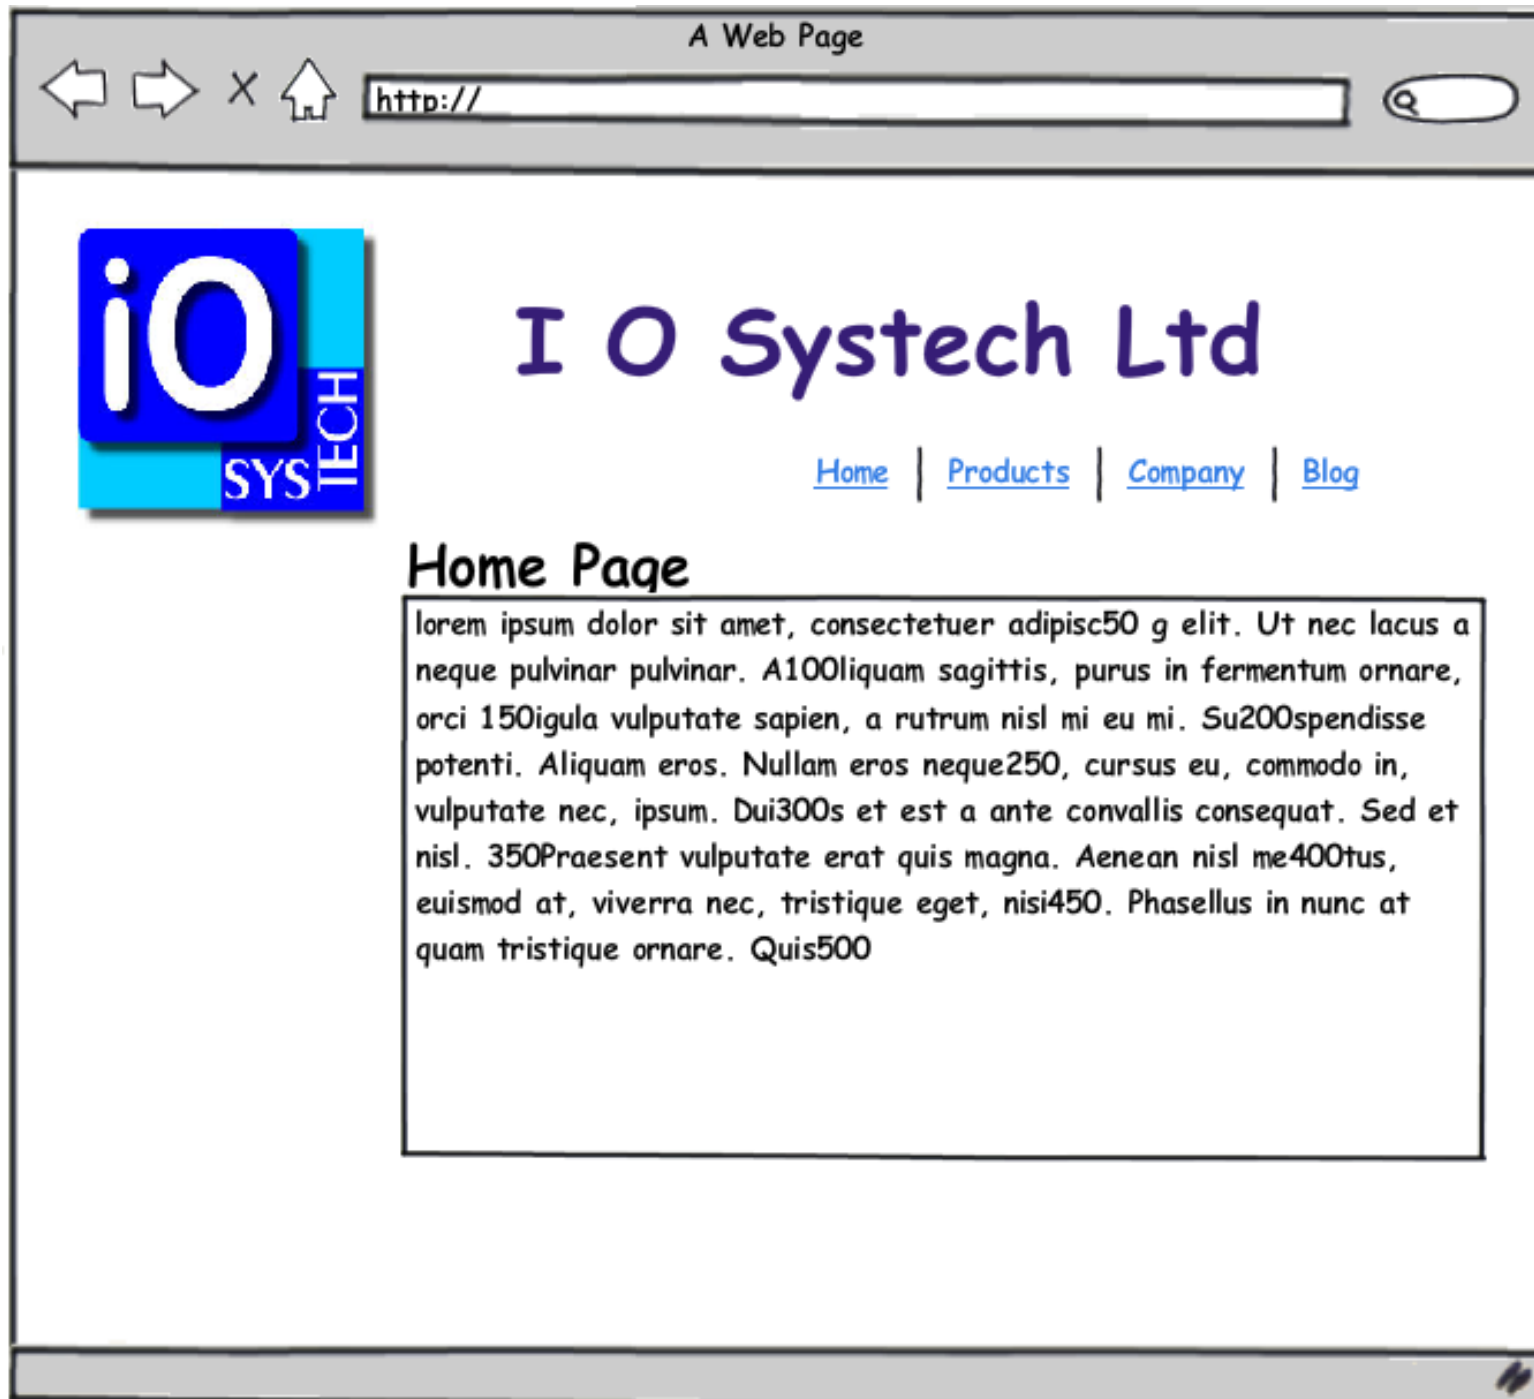 A Web Page
http://
iO
SYS
TECH
I O Systech Ltd
Home | Products | Company | Blog
Home Page
lorem ipsum dolor sit amet, consectetuer adipisc50 g elit. Ut nec lacus a
neque pulvinar pulvinar. A100liquam sagittis, purus in fermentum ornare,
orci 150igula vulputate sapien, a rutrum nisl mi eu mi. Su200spendisse
potenti. Aliquam eros. Nullam eros neque250, cursus eu, commodo in,
vulputate nec, ipsum. Dui300s et est a ante convallis consequat. Sed et
nisl. 350Praesent vulputate erat quis magna. Aenean nisl me400tus,
euismod at, viverra nec, tristique eget, nisi450. Phasellus in nunc at
quam tristique ornare. Quis500